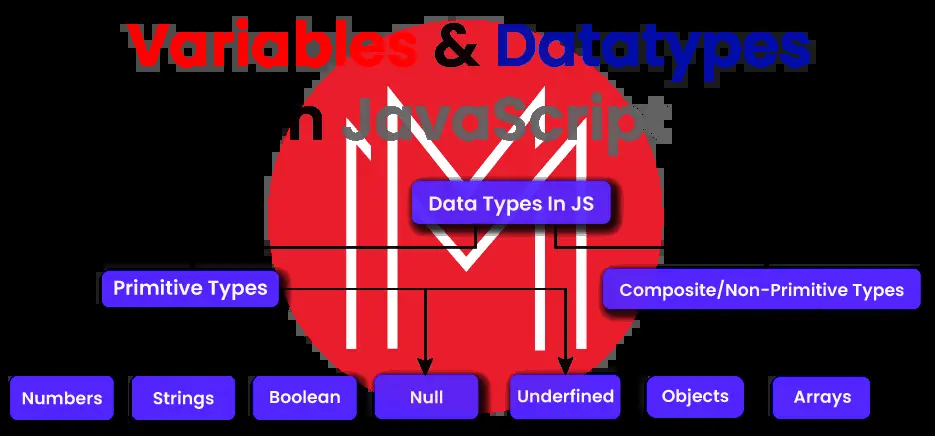 Variables & Datatypes
in JavaScript
Data Types In JS
Primitive Types
Composite/Non-Primitive Types
Numbers
Strings
Boolean
Null
Underfined
Objects
Arrays